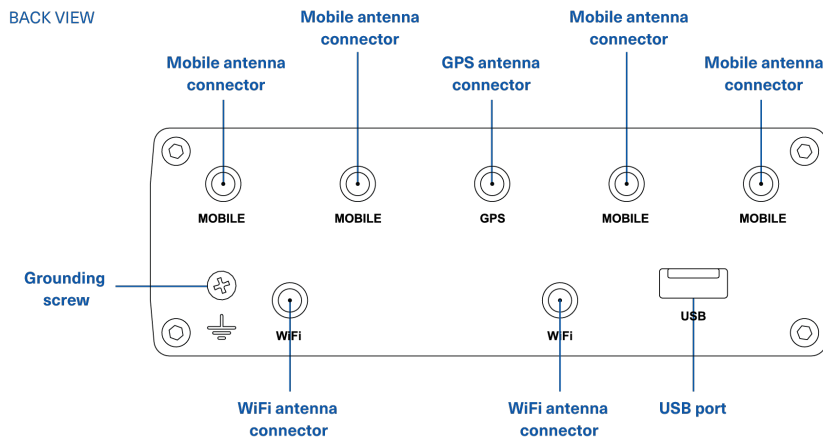 BACK VIEW
Mobile antenna
connector
Mobile antenna
connector
Mobile antenna
connector
GPS antenna
connector
Mobile antenna
connector
MOBILE
MOBILE
GPS
MOBILE
MOBILE
Grounding
screw
WiFi
WiFi
USB
WiFi antenna
connector
WiFi antenna
connector
USB port